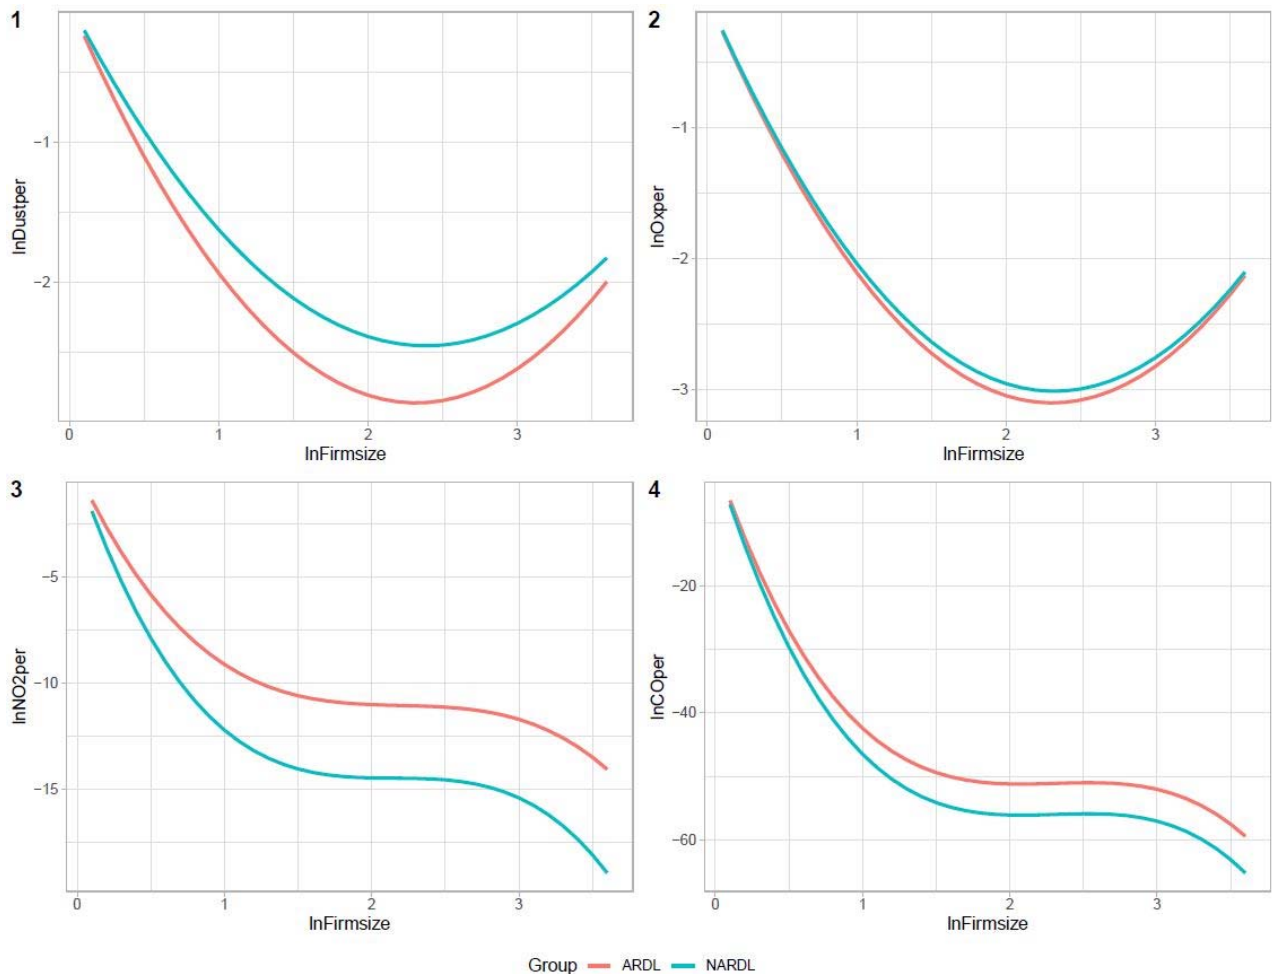 1
lnDustper
−1
−2
0 1 2 3
lnFirmsize
2
lnOxper
−1
−2
−3
0 1 2 3
lnFirmsize
3
lnNO2per
−5
−10
−15
0 1 2 3
lnFirmsize
4
lnCOper
−20
−40
−60
0 1 2 3
lnFirmsize
Group ARDL NARDL